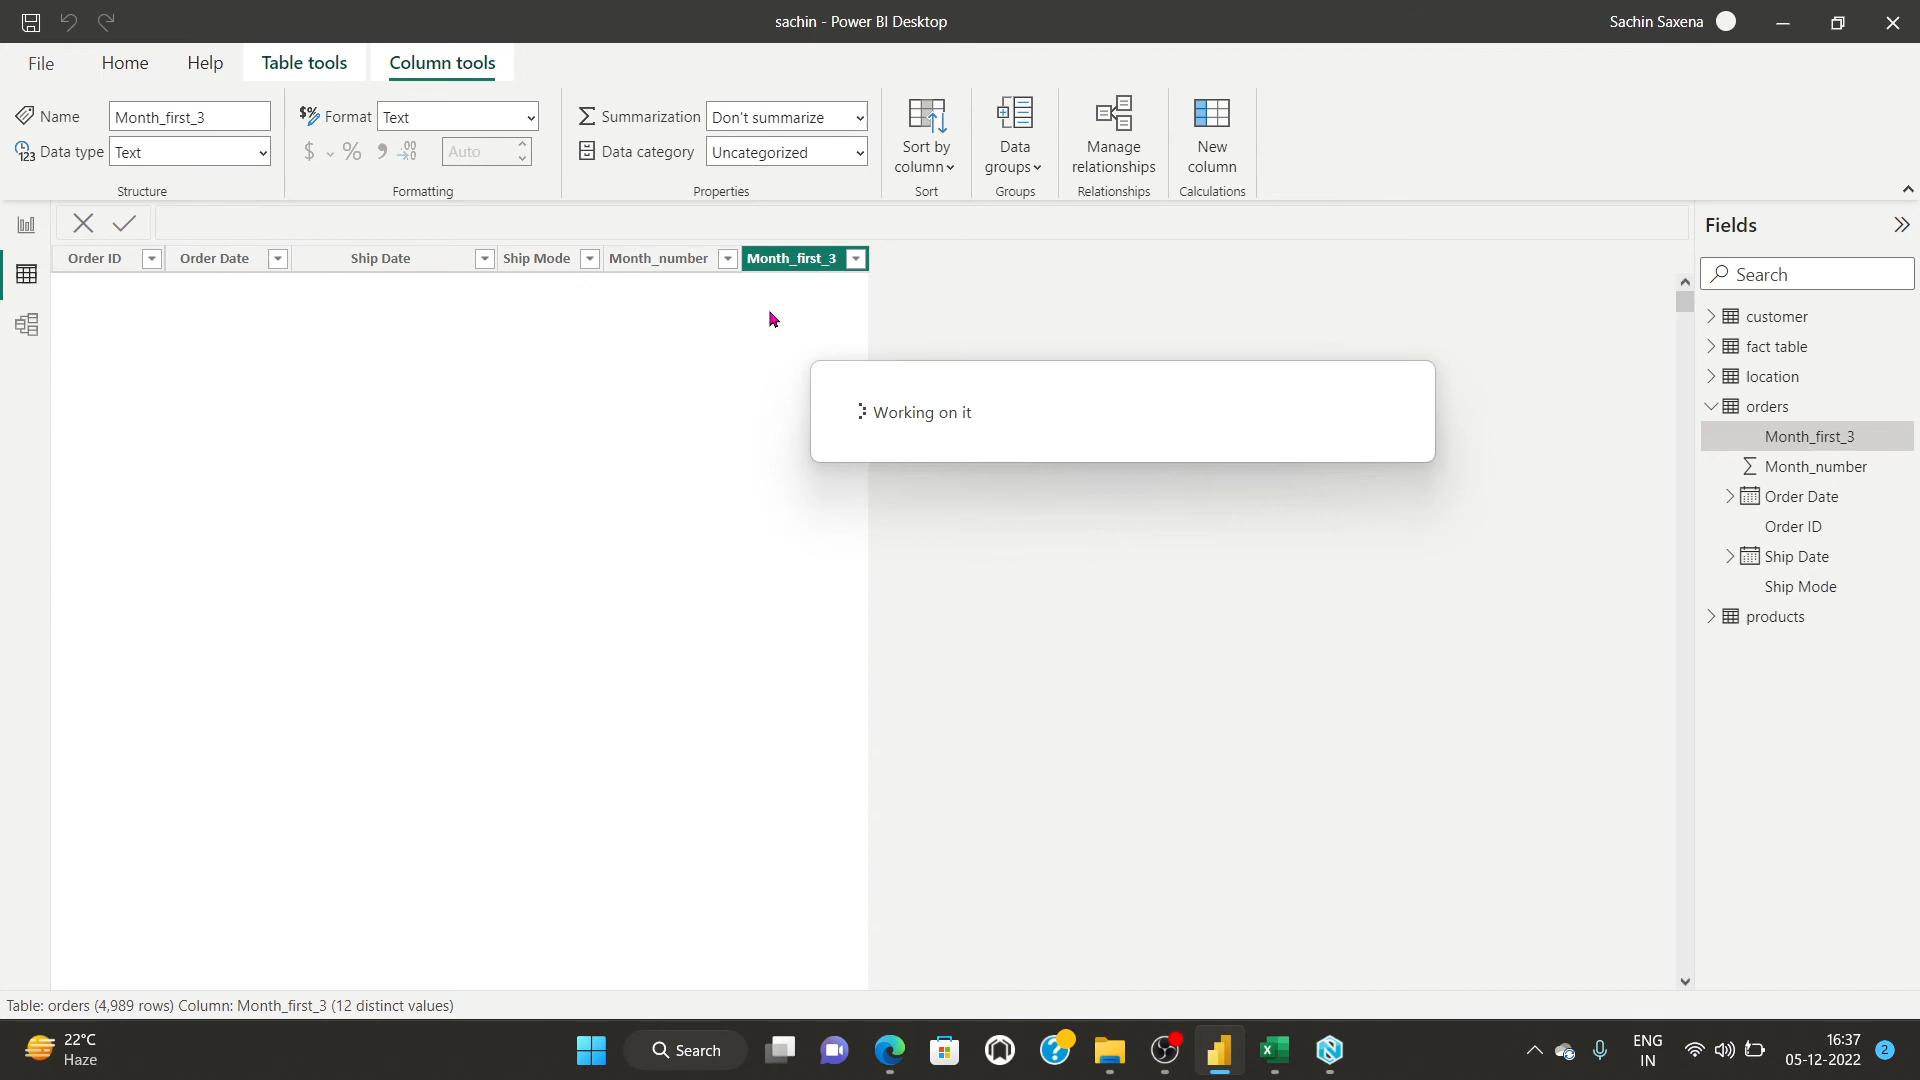 sachin - Power BI Desktop
Sachin Saxena
File
Home
Help
Table tools
Column tools
Name
Month_first_3
Format
Text
Summarization
Don't summarize
Data type
Text
$
%
Auto
Data category
Uncategorized
Sort by
column
Data
groups
Manage
relationships
New
column
Structure
Formatting
Properties
Sort
Groups
Relationships
Calculations
Order ID
Order Date
Ship Date
Ship Mode
Month_number
Month_first_3
Working on it
Fields
Search
customer
fact table
location
orders
Month_first_3
Month_number
Order Date
Order ID
Ship Date
Ship Mode
products
Table: orders (4,989 rows) Column: Month_first_3 (12 distinct values)
22°C
Haze
Search
ENG
IN
16:37
05-12-2022
2